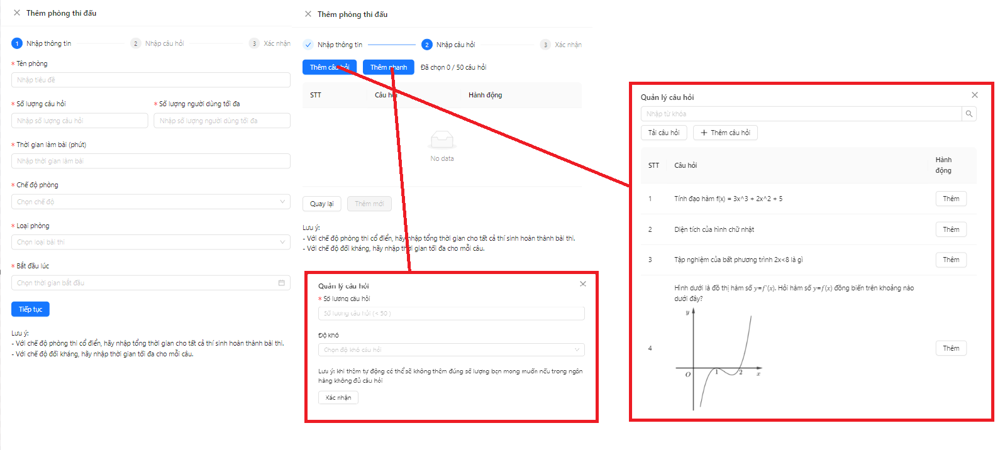 Thêm phòng thi đấu
1 Nhập thông tin
2 Nhập câu hỏi
3 Xác nhận
* Tên phòng
Nhập tiêu đề
* Số lượng câu hỏi
* Số lượng người dùng tối đa
Nhập số lượng câu hỏi
Nhập số lượng người dùng tối đa
* Thời gian làm bài (phút)
Nhập thời gian làm bài
* Chế độ phòng
Chọn chế độ
* Loại phòng
Chọn loại bài thi
* Bắt đầu lúc
Chọn thời gian bắt đầu
Tiếp tục
Lưu ý:
- Với chế độ phòng thi cổ điển, hãy nhập tổng thời gian cho tất cả thí sinh hoàn thành bài thi.
- Với chế độ đối kháng, hãy nhập thời gian tối đa cho mỗi câu.
Thêm phòng thi đấu
Nhập thông tin
2 Nhập câu hỏi
3 Xác nhận
Thêm câu hỏi
Thêm nhanh
Đã chọn 0 / 50 câu hỏi
STT
Câu hỏi
Hành động
No data
Quay lại
Thêm mới
Lưu ý:
- Với chế độ phòng thi cổ điển, hãy nhập tổng thời gian cho tất cả thí sinh hoàn thành bài thi.
- Với chế độ đối kháng, hãy nhập thời gian tối đa cho mỗi câu.
Quản lý câu hỏi
* Số lượng câu hỏi
Số lượng câu hỏi (< 50 )
Độ khó
Chọn độ khó câu hỏi
Lưu ý: khi thêm tự động có thể sẽ không thêm đúng số lượng bạn mong muốn nếu trong ngân
hàng không đủ câu hỏi
Xác nhận
Quản lý câu hỏi
Nhập từ khóa
Tải câu hỏi
+ Thêm câu hỏi
STT
Câu hỏi
Hành
động
1
Tính đạo hàm f(x) = 3x^3 + 2x^2 + 5
Thêm
2
Diện tích của hình chữ nhật
Thêm
3
Tập nghiệm của bất phương trình 2x<8 là gì
Thêm
Hình dưới là đồ thị hàm số y=f′(x). Hỏi hàm số y=f(x) đồng biến trên khoảng nào
dưới đây?
4
Thêm
y
O
1
2
x